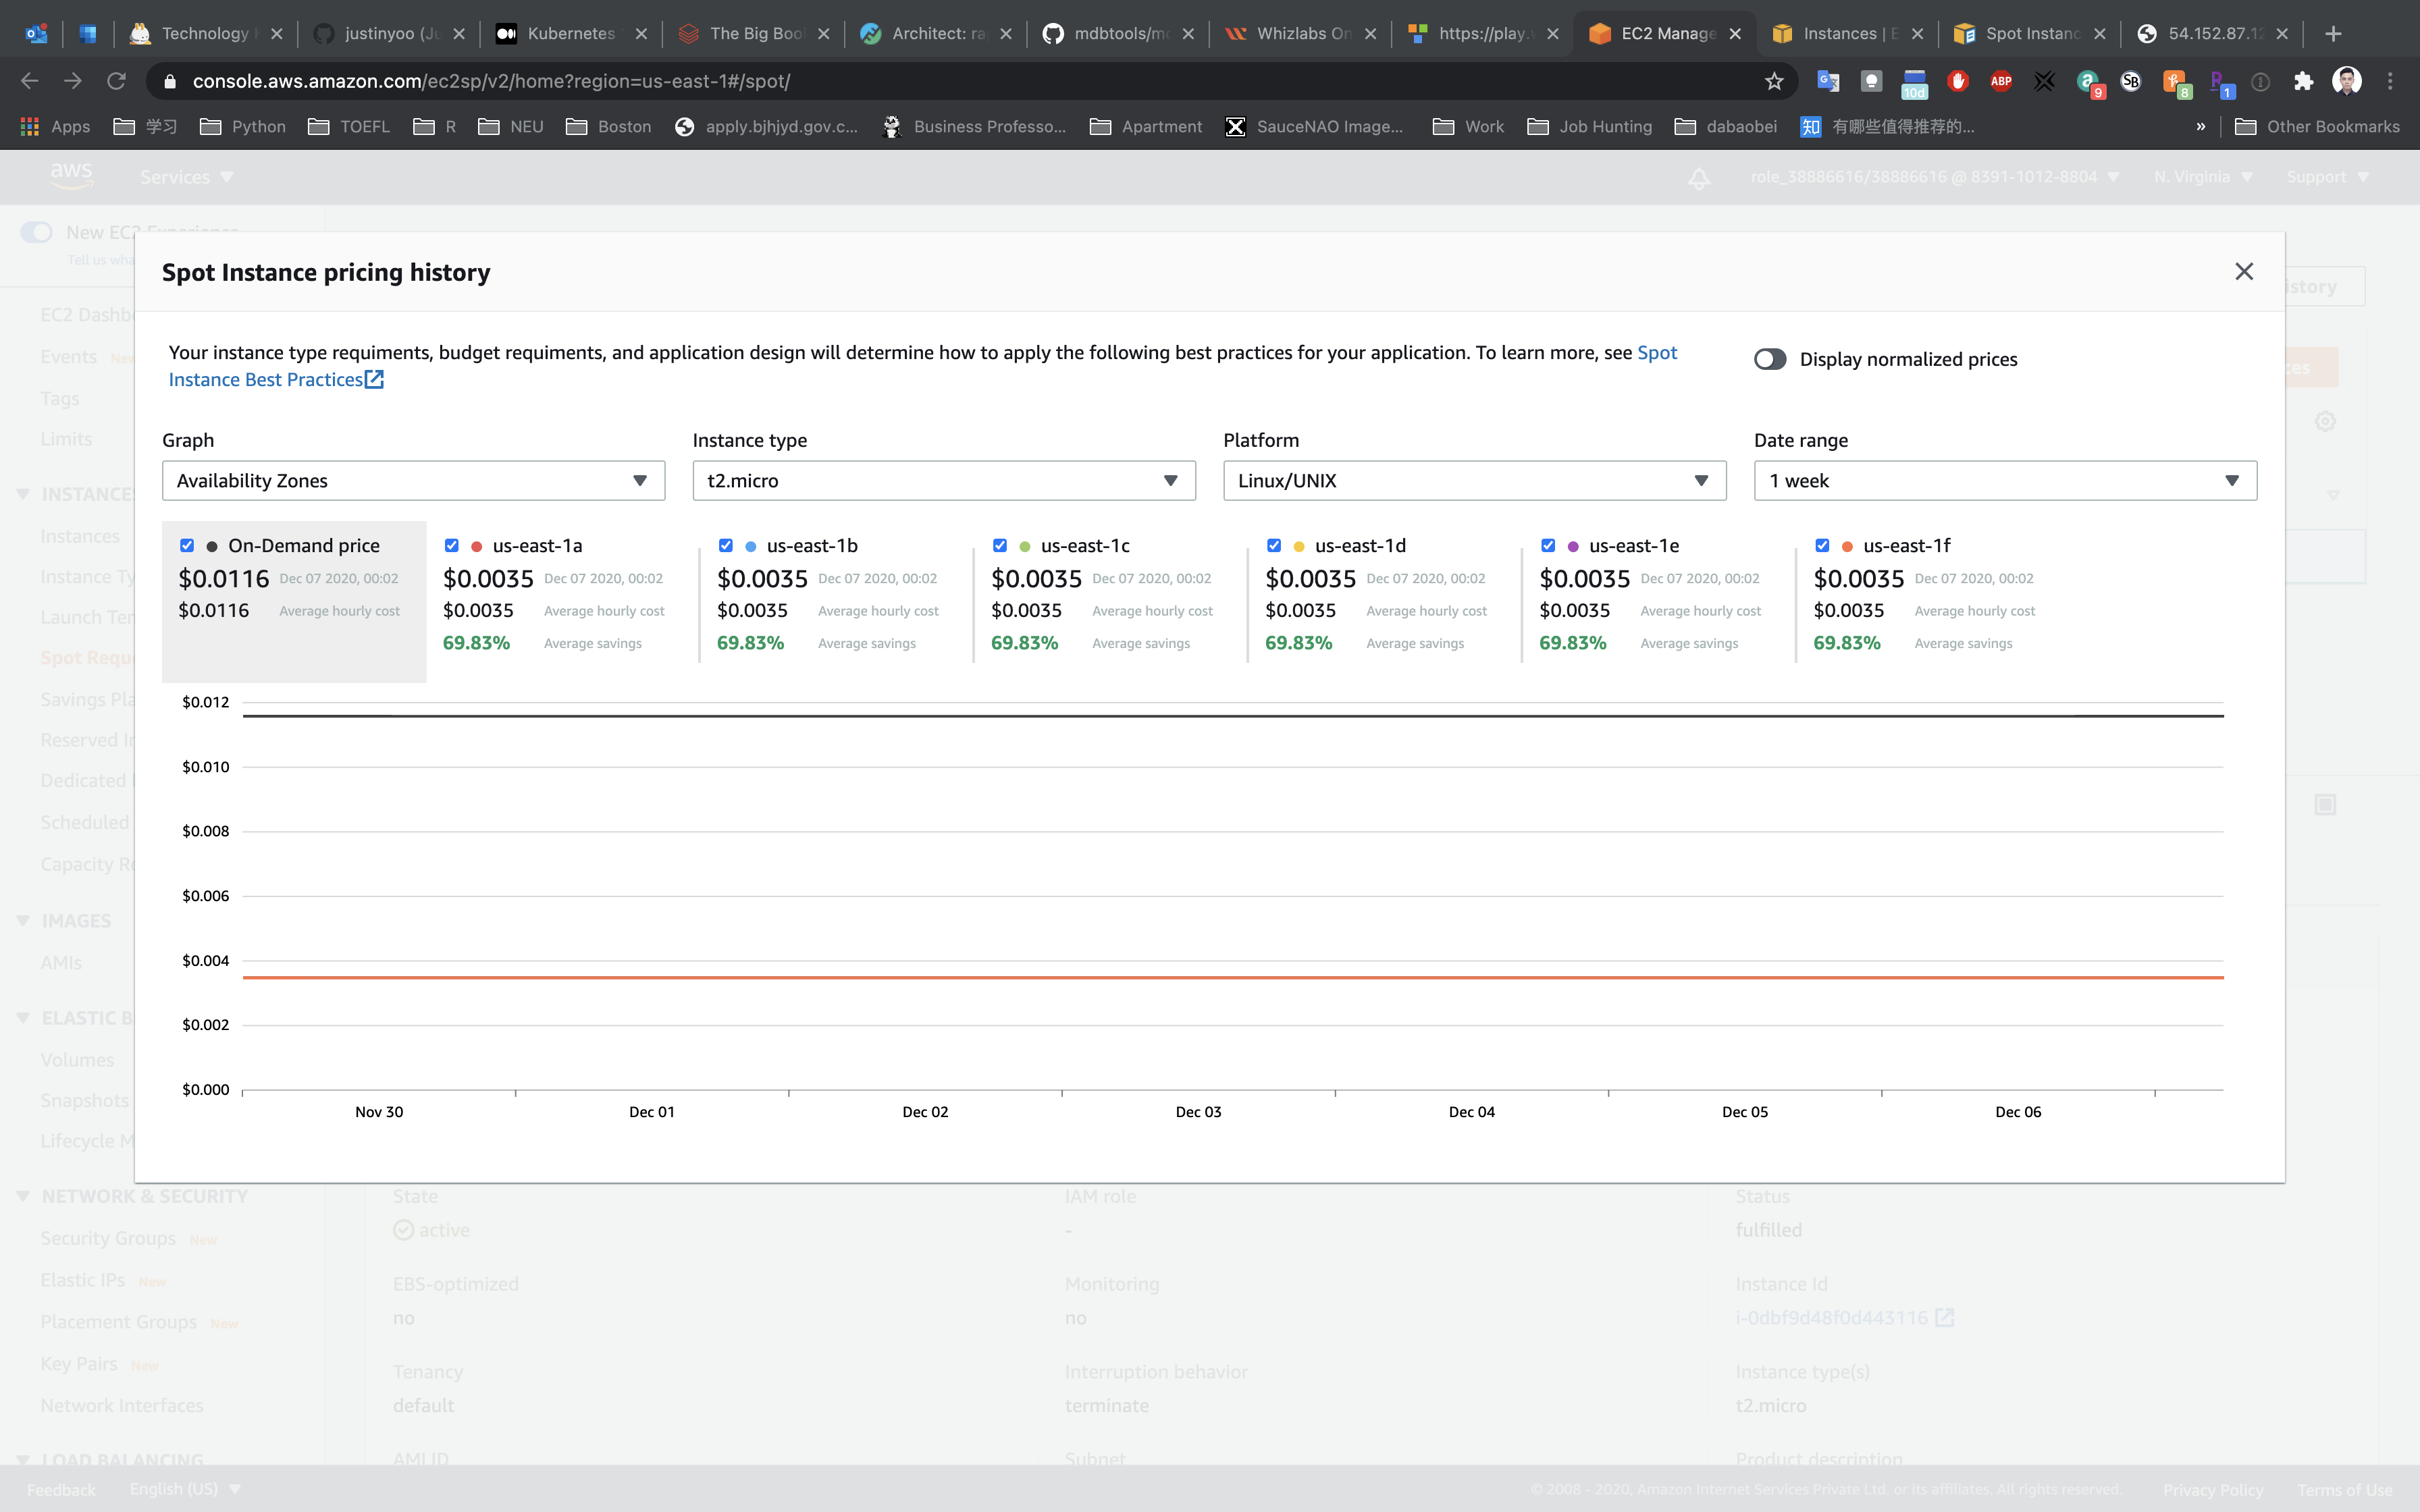 Technology
justinyoo (Ju
Kubernetes
The Big Boo
Architect: ra
mdbtools/m
Whizlabs On
https://play.
EC2 Manage
Instances | E
Spot Instanc
54.152.87.12
console.aws.amazon.com/ec2sp/v2/home?region=us-east-1#/spot/
10d
ABP
9
8
1
Apps
学习
Python
TOEFL
R
NEU
Boston
apply.bjhjyd.gov.c...
Business Professo...
Apartment
SauceNAO Image...
Work
Job Hunting
dabaobei
知 有哪些值得推荐的...
»
Other Bookmarks
aws
Services
role_38886616/38886616 @ 8391-1012-8804
N. Virginia
Support
New EC2 Experience
Tell us wha
Spot Instance pricing history
istory
Your instance type requiments, budget requiments, and application design will determine how to apply the following best practices for your application. To learn more, see Spot
Instance Best Practices
Display normalized prices
Graph
Instance type
Platform
Date range
Availability Zones
t2.micro
Linux/UNIX
1 week
On-Demand price
$0.0116 Dec 07 2020, 00:02
$0.0116 Average hourly cost
us-east-1a
$0.0035 Dec 07 2020, 00:02
$0.0035 Average hourly cost
69.83% Average savings
us-east-1b
$0.0035 Dec 07 2020, 00:02
$0.0035 Average hourly cost
69.83% Average savings
us-east-1c
$0.0035 Dec 07 2020, 00:02
$0.0035 Average hourly cost
69.83% Average savings
us-east-1d
$0.0035 Dec 07 2020, 00:02
$0.0035 Average hourly cost
69.83% Average savings
us-east-1e
$0.0035 Dec 07 2020, 00:02
$0.0035 Average hourly cost
69.83% Average savings
us-east-1f
$0.0035 Dec 07 2020, 00:02
$0.0035 Average hourly cost
69.83% Average savings
$0.012
$0.010
$0.008
$0.006
$0.004
$0.002
$0.000
Nov 30
Dec 01
Dec 02
Dec 03
Dec 04
Dec 05
Dec 06
EC2 Dashbo
Events New
Tags
Limits
INSTANCES
Instances
Instance Ty
Launch Tem
Spot Reque
Savings Pla
Reserved In
Dedicated
Scheduled
Capacity Re
IMAGES
AMIs
ELASTIC B
Volumes
Snapshots
Lifecycle M
NETWORK & SECURITY
Security Groups New
Elastic IPs New
Placement Groups New
Key Pairs New
Network Interfaces
LOAD BALANCING
State
active
IAM role
-
Status
fulfilled
EBS-optimized
no
Monitoring
no
Instance Id
i-0dbf9d48f0d443116
Tenancy
default
Interruption behavior
terminate
Instance type(s)
t2.micro
AMI ID
Subnet
Product description
Feedback
English (US)
© 2008 - 2020, Amazon Internet Services Private Ltd. or its affiliates. All rights reserved.
Privacy Policy
Terms of Use